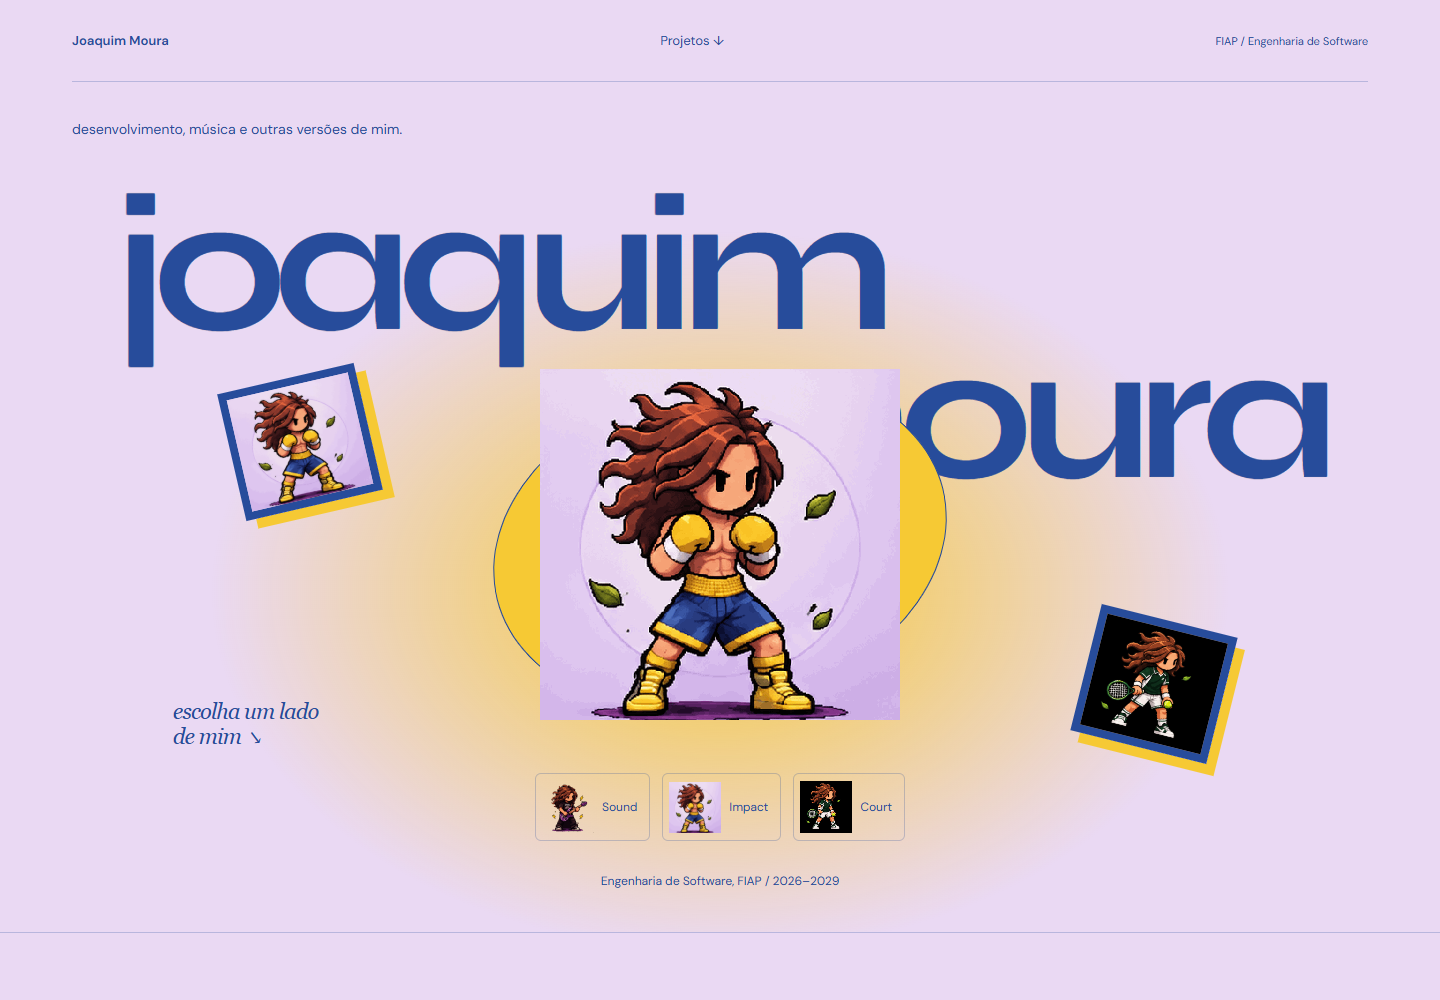 Joaquim Moura
Projetos ↓
FIAP / Engenharia de Software
desenvolvimento, música e outras versões de mim.
joaquim
oura
escolha um lado
de mim ↘
Sound
Impact
Court
Engenharia de Software, FIAP / 2026–2029